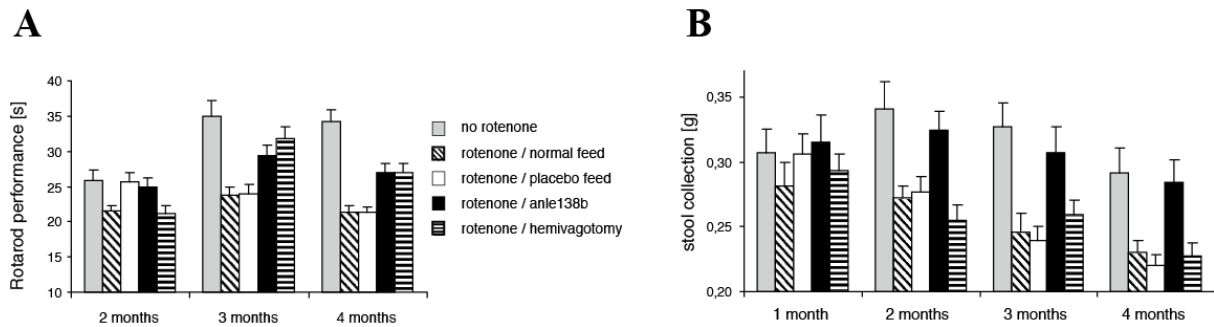 A
Rotarod performance [s]
40
35
30
25
20
15
10
2 months
3 months
4 months
no rotenone
rotenone / normal feed
rotenone / placebo feed
rotenone / anle138b
rotenone / hemivagotomy
B
stool collection [g]
0,35
0,30
0,25
0,20
1 month
2 months
3 months
4 months